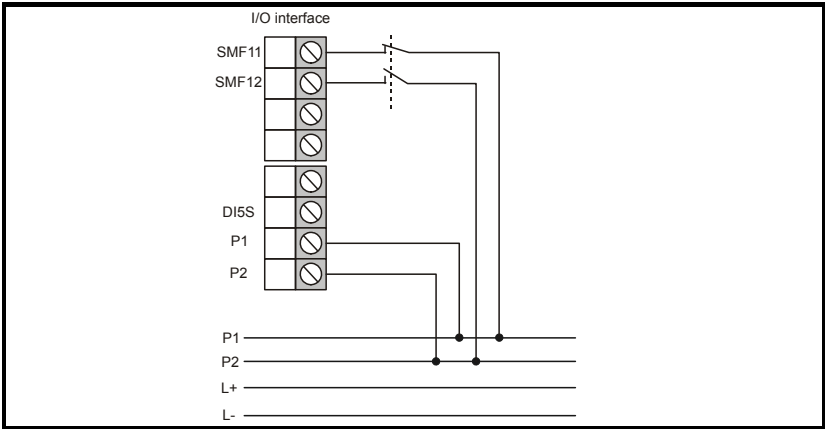 I/O interface
SMF11
SMF12
DI5S
P1
P2
P1
P2
L+
L-